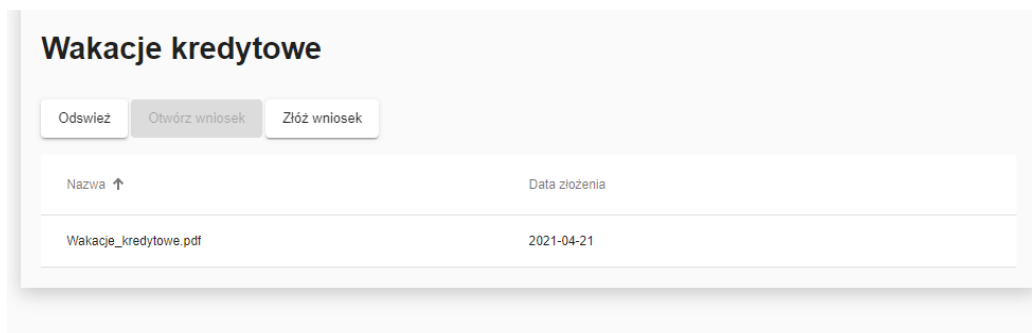 Wakacje kredytowe
Odswież Otwórz wniosek Złóż wniosek
Nazwa ↑ Data złożenia
Wakacje_kredytowe.pdf 2021-04-21